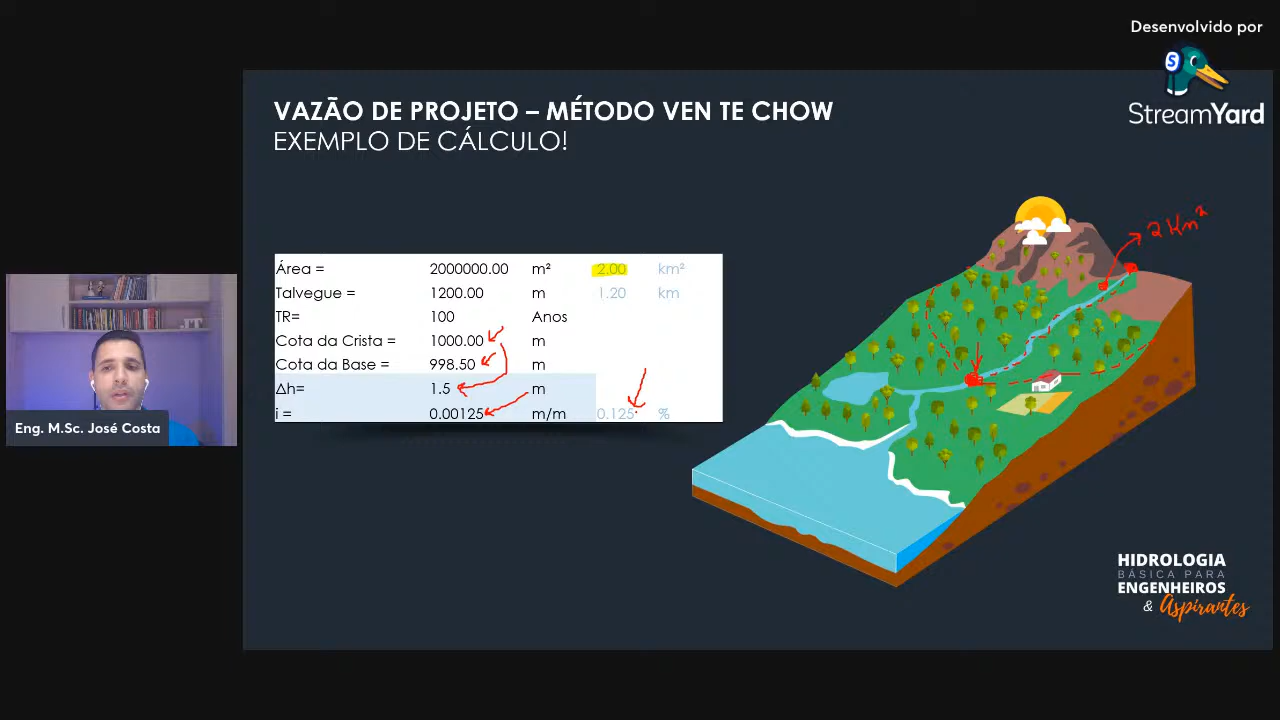 Desenvolvido por
S
StreamYard
VAZÃO DE PROJETO – MÉTODO VEN TE CHOW
EXEMPLO DE CÁLCULO!
2 Km²
Área = 2000000.00 m² 2.00 km²
Talvegue = 1200.00 m 1.20 km
TR= 100 Anos
Cota da Crista = 1000.00 m
Cota da Base = 998.50 m
Δh= 1.5 m
i = 0.00125 m/m 0.125 %
Eng. M.Sc. José Costa
HIDROLOGIA
BÁSICA PARA
ENGENHEIROS
& Aspirantes